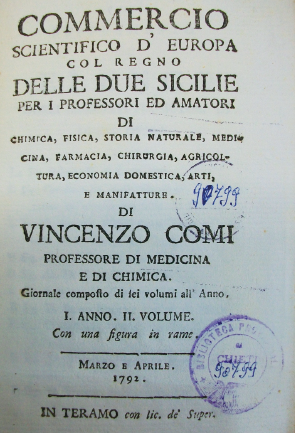 COMMERCIO
SCIENTIFICO D' EUROPA
COL REGNO
DELLE DUE SICILIE
PER I PROFESSORI ED AMATORI
DI
CHIMICA, FISICA, STORIA NATURALE, MEDI-
CINA, FARMACIA, CHIRURGIA, AGRICOL-
TURA, ECONOMIA DOMESTICA, ARTI,
E MANIFATTURE.
DI
90799
VINCENZO COMI
PROFESSORE DI MEDICINA
E DI CHIMICA.
Giornale composto di sei volumi all' Anno.
I. ANNO. II. VOLUME.
Con una figura in rame.
MARZO E APRILE.
1792.
BIBLIOTECA
CHIETI
90799
IN TERAMO con lic. de' Super.